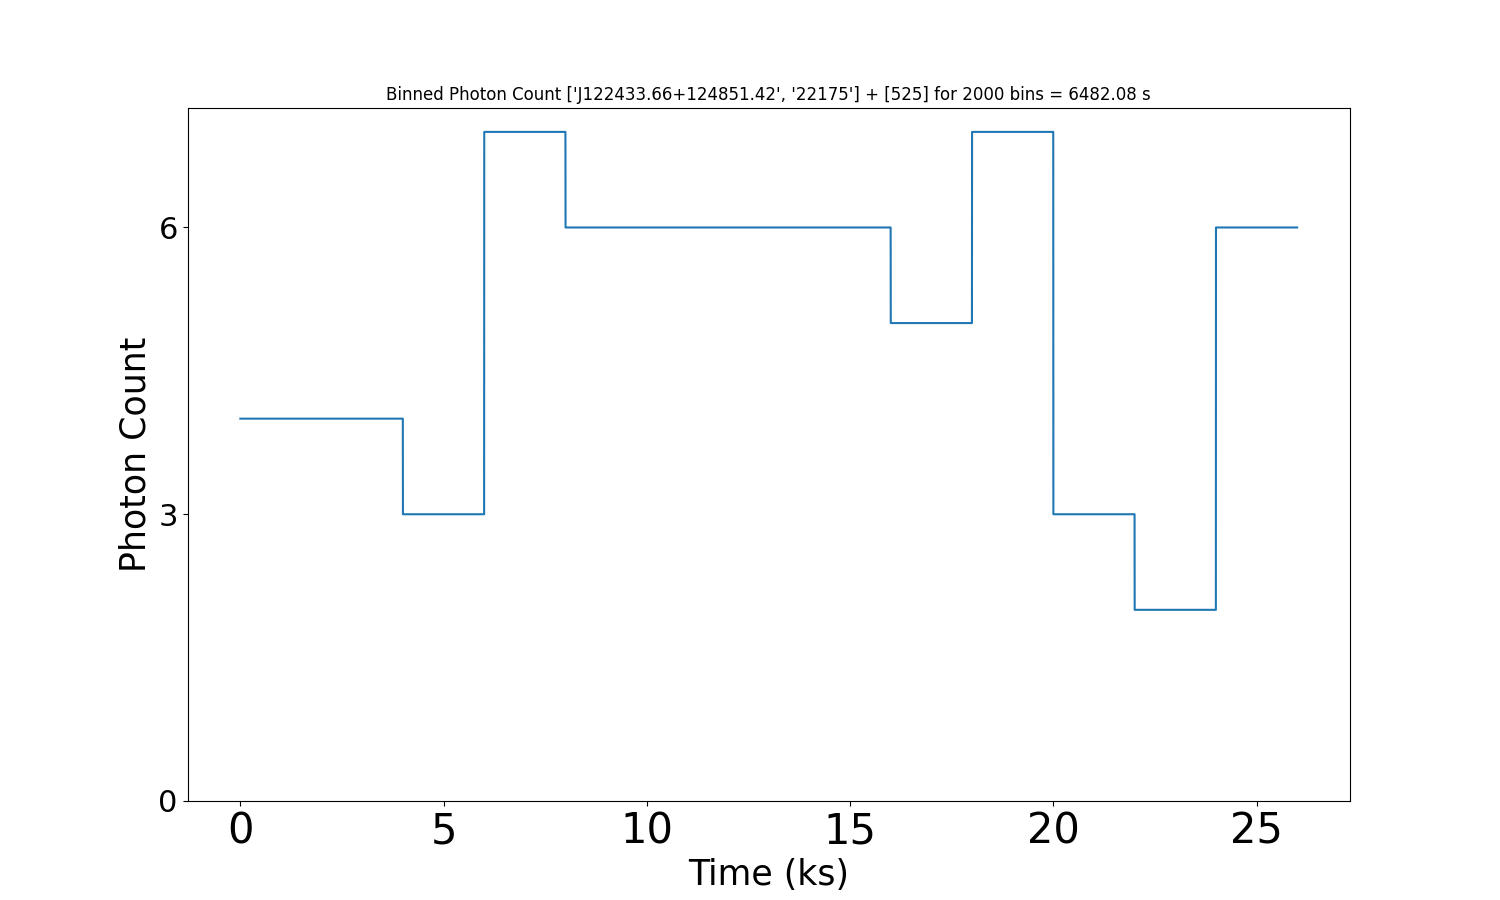 Binned Photon Count ['J122433.66+124851.42', '22175'] + [525] for 2000 bins = 6482.08 s
6
3
0
Photon Count
0 5 10 15 20 25
Time (ks)